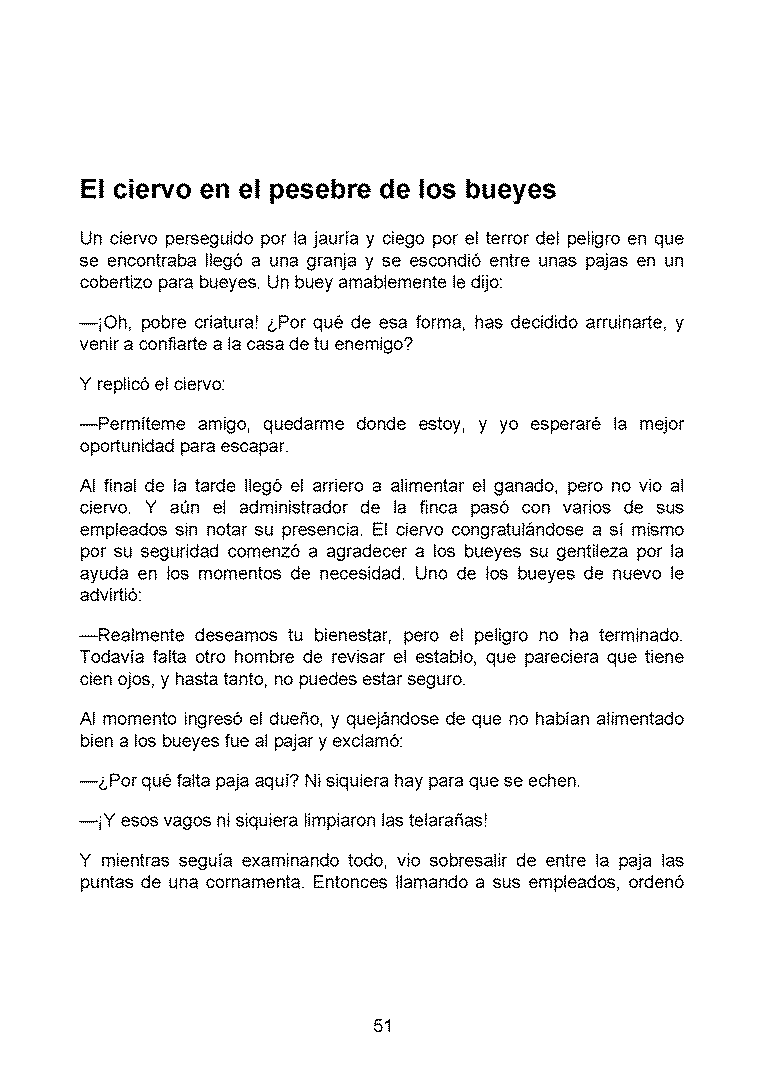 El ciervo en el pesebre de los bueyes
Un ciervo perseguido por la jauría y ciego por el terror del peligro en que
se encontraba llegó a una granja y se escondió entre unas pajas en un
cobertizo para bueyes. Un buey amablemente le dijo:
—¡Oh, pobre criatura! ¿Por qué de esa forma, has decidido arruinarte, y
venir a confiarte a la casa de tu enemigo?
Y replicó el ciervo:
—Permíteme amigo, quedarme donde estoy, y yo esperaré la mejor
oportunidad para escapar.
Al final de la tarde llegó el arriero a alimentar el ganado, pero no vio al
ciervo. Y aún el administrador de la finca pasó con varios de sus
empleados sin notar su presencia. El ciervo congratulándose a sí mismo
por su seguridad comenzó a agradecer a los bueyes su gentileza por la
ayuda en los momentos de necesidad. Uno de los bueyes de nuevo le
advirtió:
—Realmente deseamos tu bienestar, pero el peligro no ha terminado.
Todavía falta otro hombre de revisar el establo, que pareciera que tiene
cien ojos, y hasta tanto, no puedes estar seguro.
Al momento ingresó el dueño, y quejándose de que no habían alimentado
bien a los bueyes fue al pajar y exclamó:
—¿Por qué falta paja aquí? Ni siquiera hay para que se echen.
—¡Y esos vagos ni siquiera limpiaron las telarañas!
Y mientras seguía examinando todo, vio sobresalir de entre la paja las
puntas de una cornamenta. Entonces llamando a sus empleados, ordenó
51